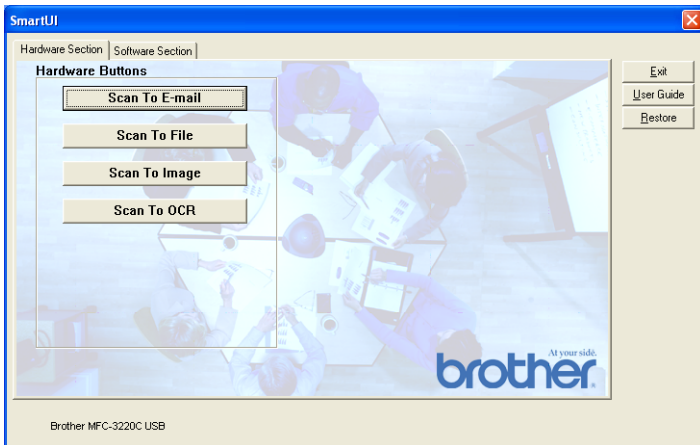 SmartUI
Hardware Section Software Section
Hardware Buttons
Scan To E-mail
Scan To File
Scan To Image
Scan To OCR
Exit
User Guide
Restore
At your side.
brother
Brother MFC-3220C USB